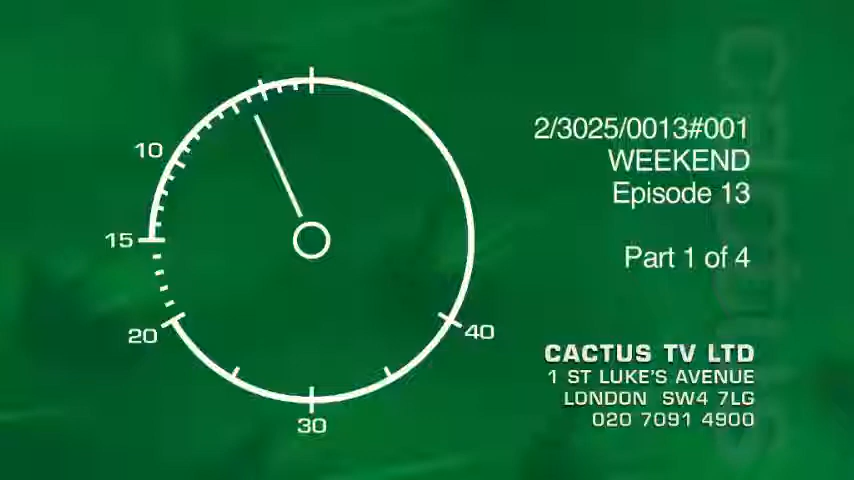 2/3025/0013#001
WEEKEND
Episode 13
Part 1 of 4
10
15
20
30
40
CACTUS TV LTD
1 ST LUKE'S AVENUE
LONDON SW4 7LG
020 7091 4900
cactus